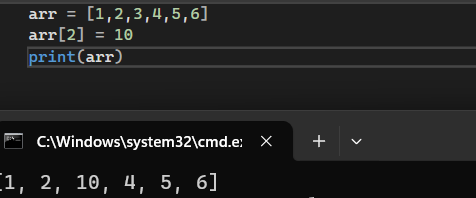 arr = [1,2,3,4,5,6]
arr[2] = 10
print(arr)
C:\Windows\system32\cmd.e
[1, 2, 10, 4, 5, 6]